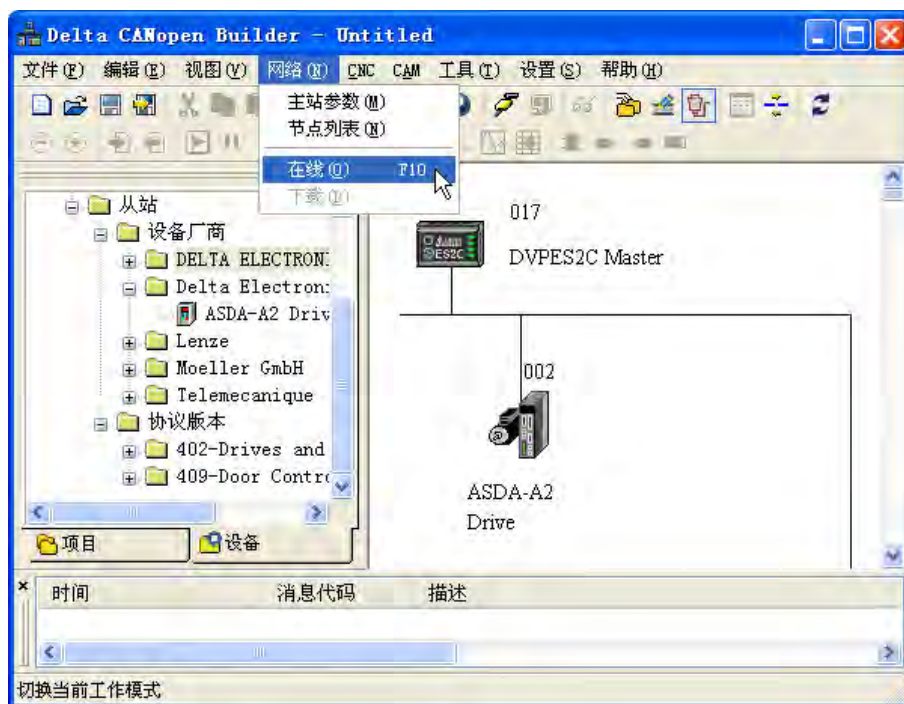 Delta CANopen Builder - Untitled
文件(F) 编辑(E) 视图(V) 网络(N) CNC CAM 工具(T) 设置(S) 帮助(H)
主站参数(M)
节点列表(N)
在线(O) F10
下载(D)
从站
设备厂商
DELTA ELECTRON
Delta Electron
ASDA-A2 Driv
Lenze
Moeller GmbH
Telemecanique
协议版本
402-Drives and
409-Door Contr
项目 设备
017
DVPES2C Master
ES2C
002
ASDA-A2
Drive
时间 消息代码 描述
切换当前工作模式